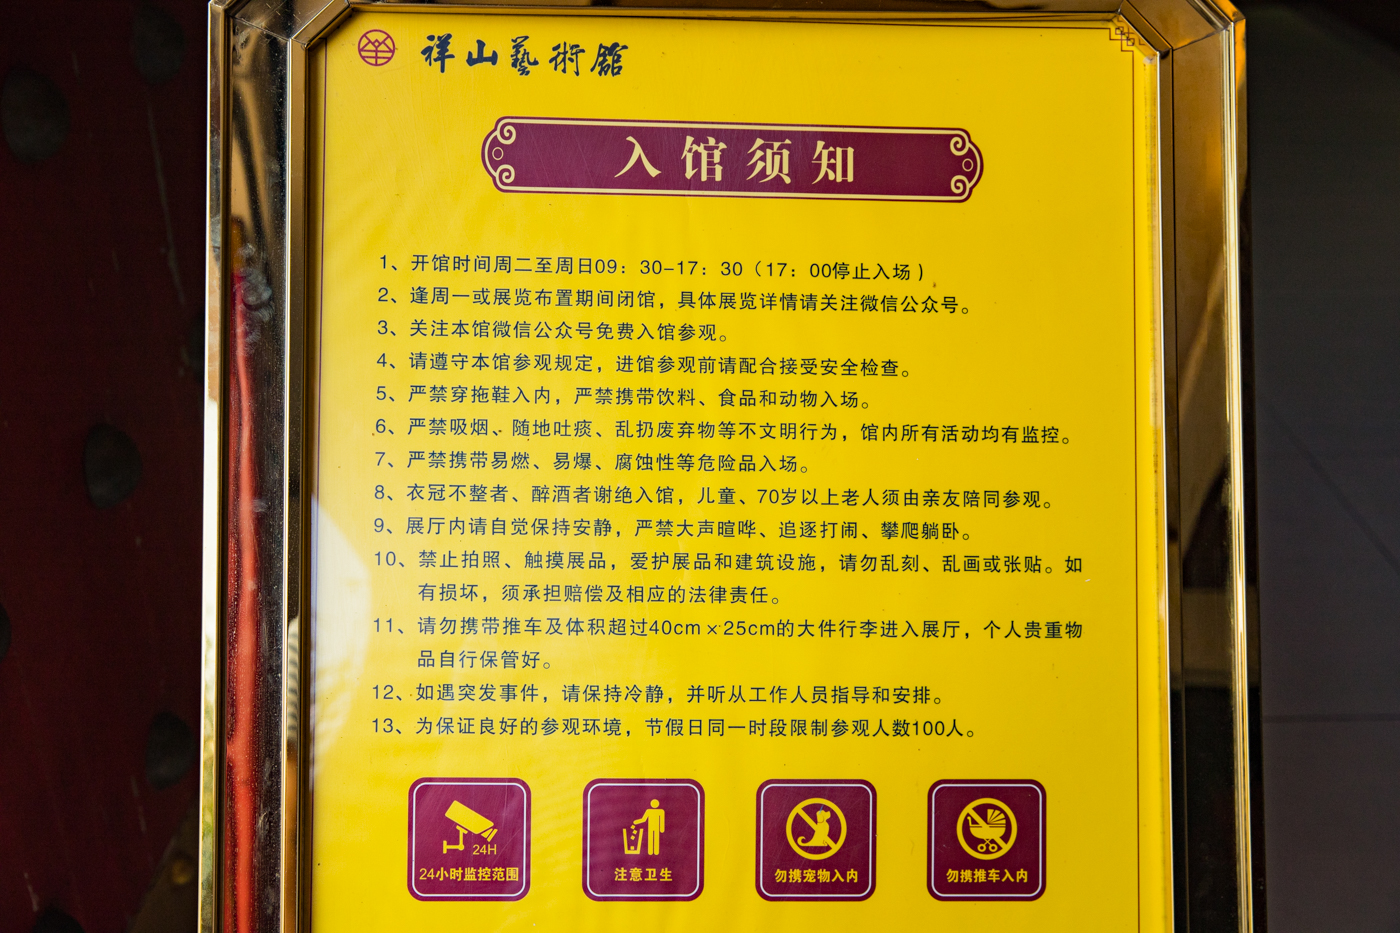 祥山藝術館
入馆须知
1、开馆时间周二至周日09：30-17：30（17：00停止入场）
2、逢周一或展览布置期间闭馆，具体展览详情请关注微信公众号。
3、关注本馆微信公众号免费入馆参观。
4、请遵守本馆参观规定，进馆参观前请配合接受安全检查。
5、严禁穿拖鞋入内，严禁携带饮料、食品和动物入场。
6、严禁吸烟、随地吐痰、乱扔废弃物等不文明行为，馆内所有活动均有监控。
7、严禁携带易燃、易爆、腐蚀性等危险品入场。
8、衣冠不整者、醉酒者谢绝入馆，儿童、70岁以上老人须由亲友陪同参观。
9、展厅内请自觉保持安静，严禁大声喧哗、追逐打闹、攀爬躺卧。
10、禁止拍照、触摸展品，爱护展品和建筑设施，请勿乱刻、乱画或张贴。如
有损坏，须承担赔偿及相应的法律责任。
11、请勿携带推车及体积超过40cm×25cm的大件行李进入展厅，个人贵重物
品自行保管好。
12、如遇突发事件，请保持冷静，并听从工作人员指导和安排。
13、为保证良好的参观环境，节假日同一时段限制参观人数100人。
24H
24小时监控范围
注意卫生
勿携宠物入内
勿携推车入内